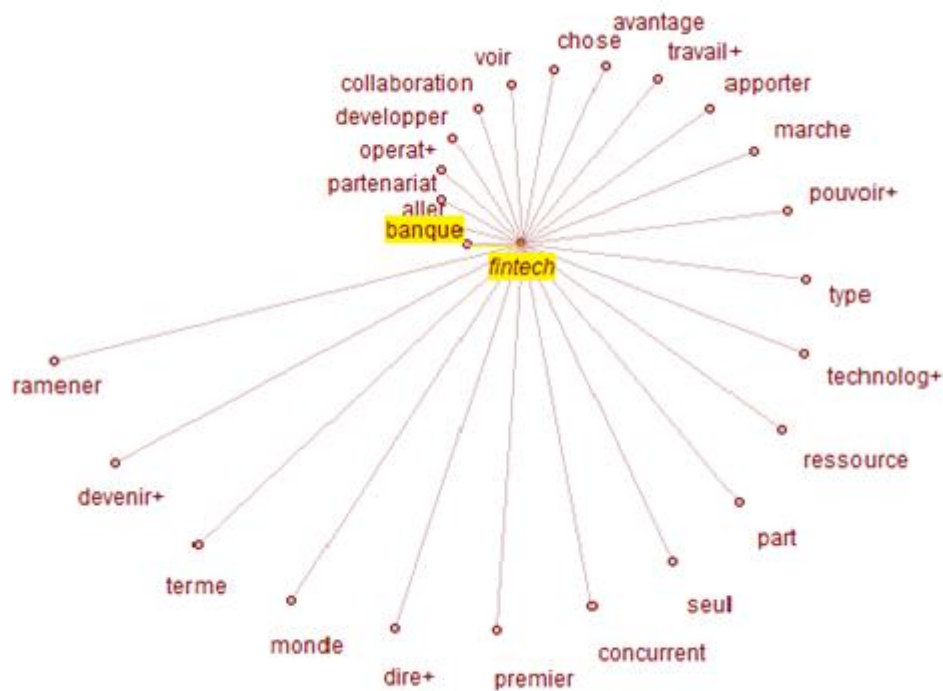 avantage
chose
travail+
voir
collaboration
apporter
developper
marche
operat+
partenariat
pouvoir+
aller
banque
fintech
type
ramener
technolog+
ressource
devenir+
part
terme
seul
monde
concurrent
dire+
premier